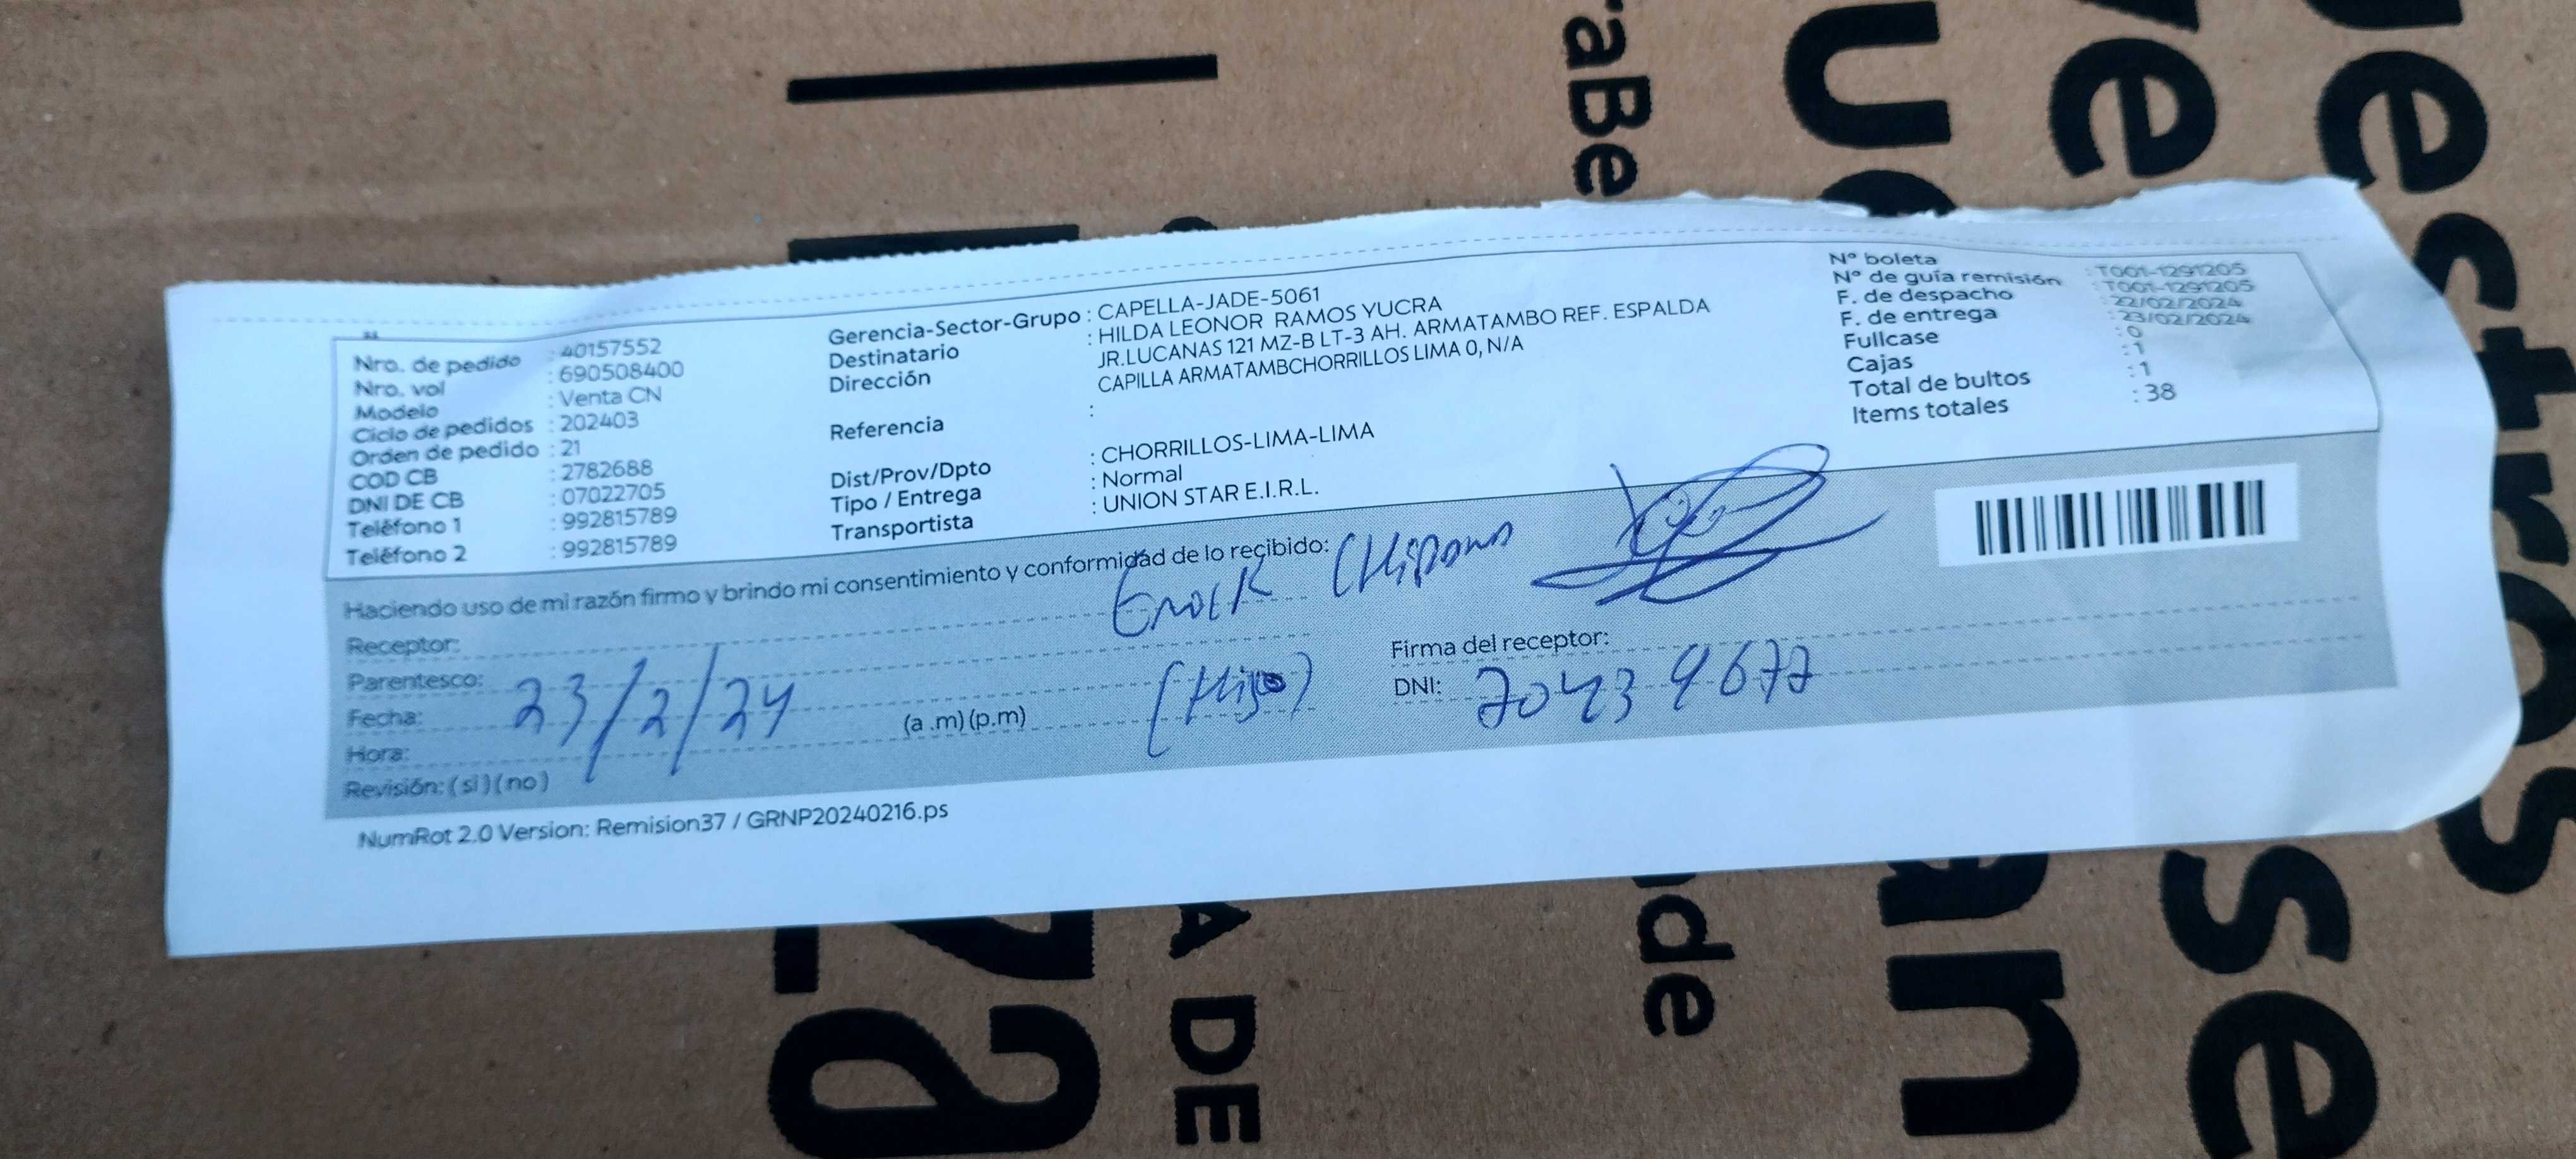 Nro. de pedido : 40157552
Nro. vol : 690508400
Modelo : Venta CN
Ciclo de pedidos : 202403
Orden de pedido : 21
COD CB : 2782688
DNI DE CB : 07022705
Teléfono 1 : 992815789
Teléfono 2 : 992815789
Gerencia-Sector-Grupo : CAPELLA-JADE-5061
Destinatario : HILDA LEONOR RAMOS YUCRA
Dirección JR.LUCANAS 121 MZ-B LT-3 AH. ARMATAMBO REF. ESPALDA
CAPILLA ARMATAMBCHORRILLOS LIMA 0, N/A
Referencia :
Dist/Prov/Dpto : CHORRILLOS-LIMA-LIMA
Tipo / Entrega : Normal
Transportista : UNION STAR E.I.R.L.
N° boleta : T001-1291205
N° de guía remisión : T001-1291205
F. de despacho : 22/02/2024
F. de entrega : 23/02/2024
Fullcase : 0
Cajas : 1
Total de bultos : 1
Items totales : 38
Haciendo uso de mi razón firmo y brindo mi consentimiento y conformidad de lo recibido:
Receptor: Enock
Parentesco: (Hijo)
Fecha: 23/2/24
Hora: (a .m) (p.m)
Revisión: ( si ) ( no )
Firma del receptor:
DNI:
NumRot 2.0 Version: Remision37 / GRNP20240216.ps
ue
an
se
de
A DE